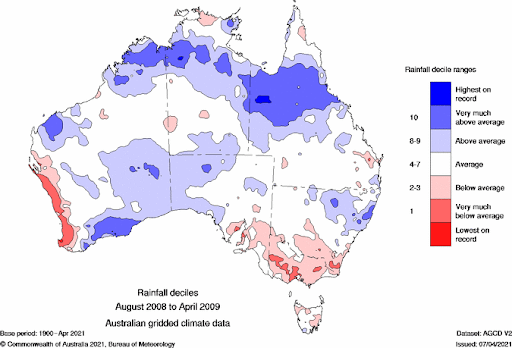 Rainfall decile ranges
Highest on
record
10
Very much
above average
8-9
Above average
4-7
Average
2-3
Below average
1
Very much
below average
Lowest on
record
Rainfall deciles
August 2008 to April 2009
Australian gridded climate data
Base period: 1900-Apr 2021
Dataset: AGCD V2
© Commonwealth of Australia 2021, Bureau of Meteorology
Issued: 07/04/2021